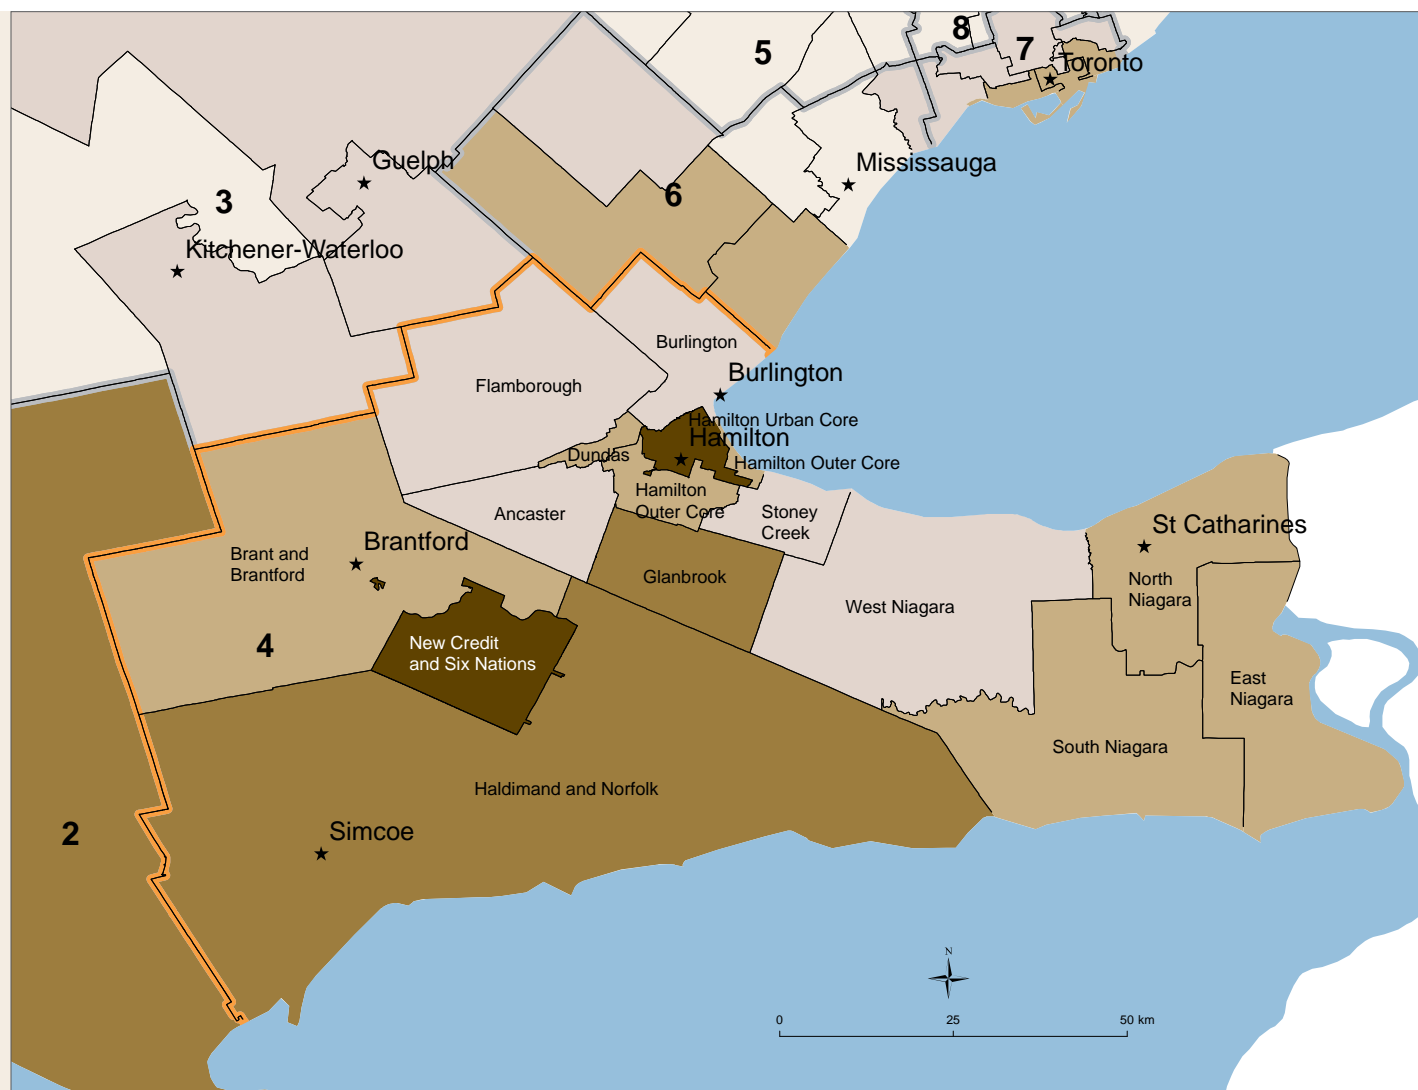 8
7
5
Toronto
Guelph
Mississauga
6
3
Kitchener-Waterloo
Burlington
Burlington
Flamborough
Hamilton Urban Core
Hamilton
Dundas
Hamilton Outer Core
Hamilton
Outer Core
Ancaster
Stoney
Creek
St Catharines
Brantford
Brant and
Brantford
Glanbrook
North
Niagara
West Niagara
4
New Credit
and Six Nations
East
Niagara
South Niagara
Haldimand and Norfolk
2
Simcoe
N
0
25
50 km